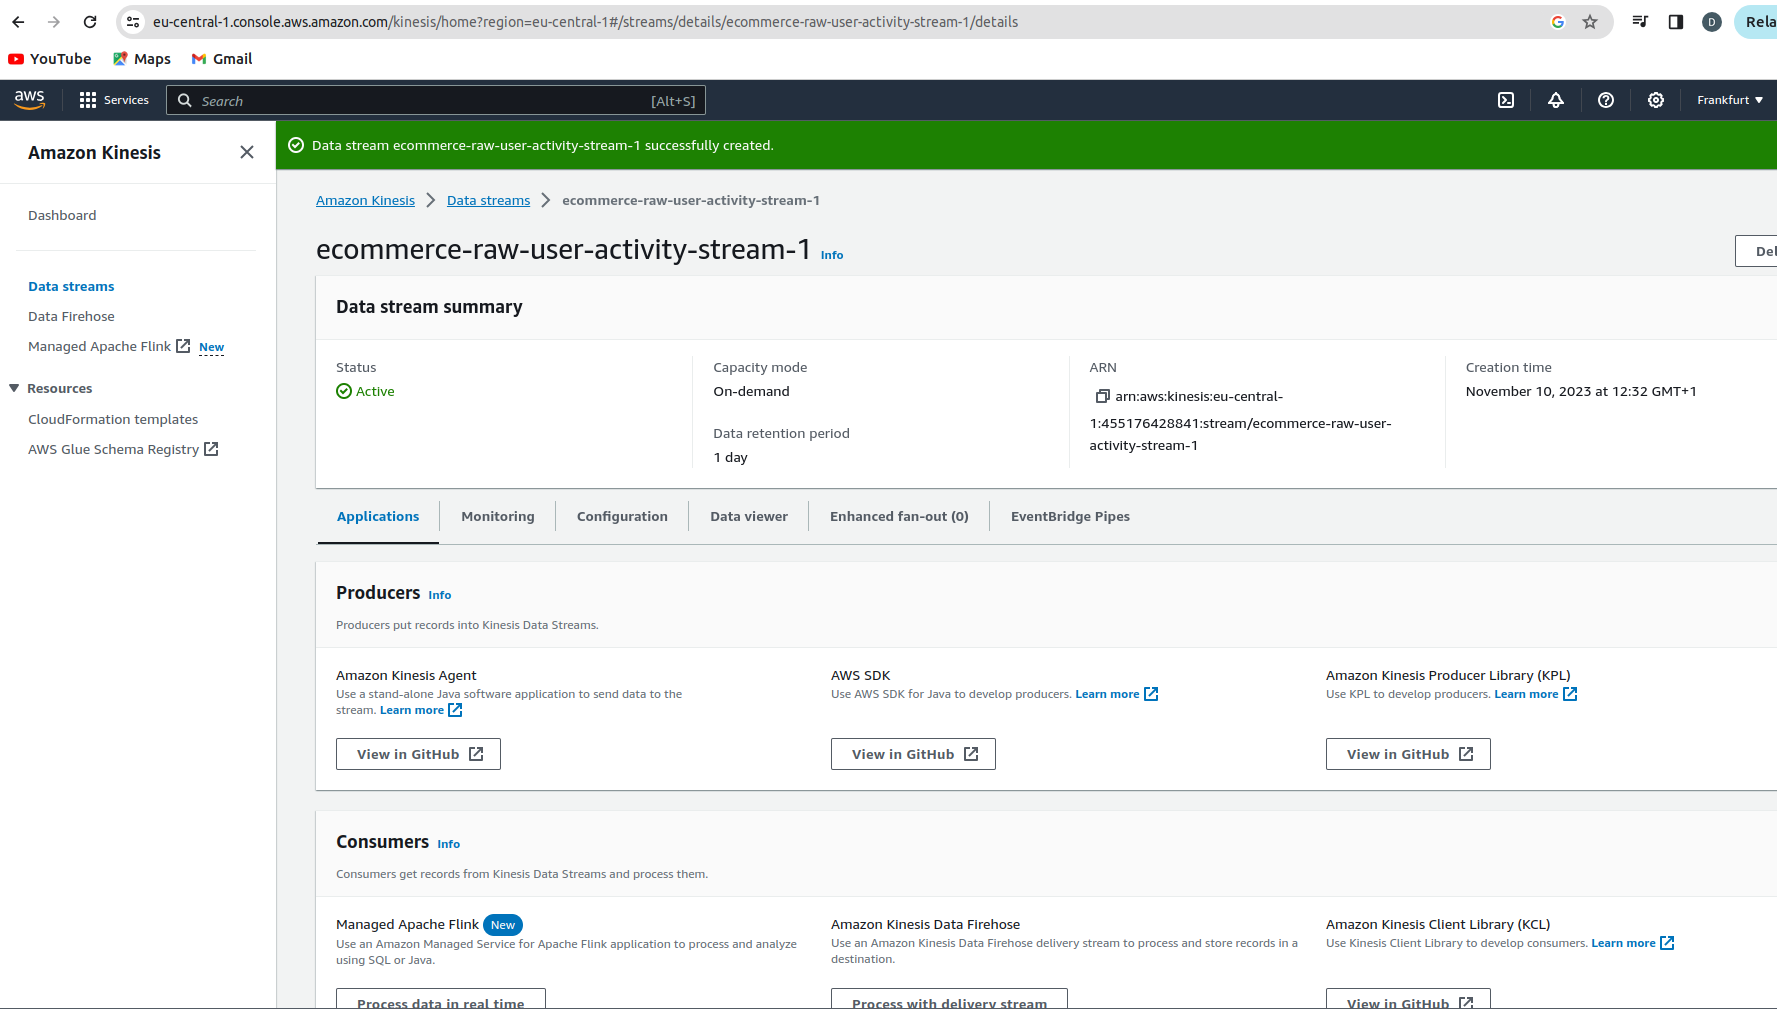 eu-central-1.console.aws.amazon.com/kinesis/home?region=eu-central-1#/streams/details/ecommerce-raw-user-activity-stream-1/details
D
Rela
YouTube
Maps
Gmail
aws
Services
Search
[Alt+S]
Frankfurt
Amazon Kinesis
Dashboard
Data streams
Data Firehose
Managed Apache Flink New
Resources
CloudFormation templates
AWS Glue Schema Registry
Data stream ecommerce-raw-user-activity-stream-1 successfully created.
Amazon Kinesis
Data streams
ecommerce-raw-user-activity-stream-1
ecommerce-raw-user-activity-stream-1 Info
Del
Data stream summary
Status
Active
Capacity mode
On-demand
Data retention period
1 day
ARN
arn:aws:kinesis:eu-central-
1:455176428841:stream/ecommerce-raw-user-
activity-stream-1
Creation time
November 10, 2023 at 12:32 GMT+1
Applications
Monitoring
Configuration
Data viewer
Enhanced fan-out (0)
EventBridge Pipes
Producers Info
Producers put records into Kinesis Data Streams.
Amazon Kinesis Agent
Use a stand-alone Java software application to send data to the
stream. Learn more
View in GitHub
AWS SDK
Use AWS SDK for Java to develop producers. Learn more
View in GitHub
Amazon Kinesis Producer Library (KPL)
Use KPL to develop producers. Learn more
View in GitHub
Consumers Info
Consumers get records from Kinesis Data Streams and process them.
Managed Apache Flink New
Use an Amazon Managed Service for Apache Flink application to process and analyze
using SQL or Java.
Process data in real time
Amazon Kinesis Data Firehose
Use an Amazon Kinesis Data Firehose delivery stream to process and store records in a
destination.
Process with delivery stream
Amazon Kinesis Client Library (KCL)
Use Kinesis Client Library to develop consumers. Learn more
View in GitHub